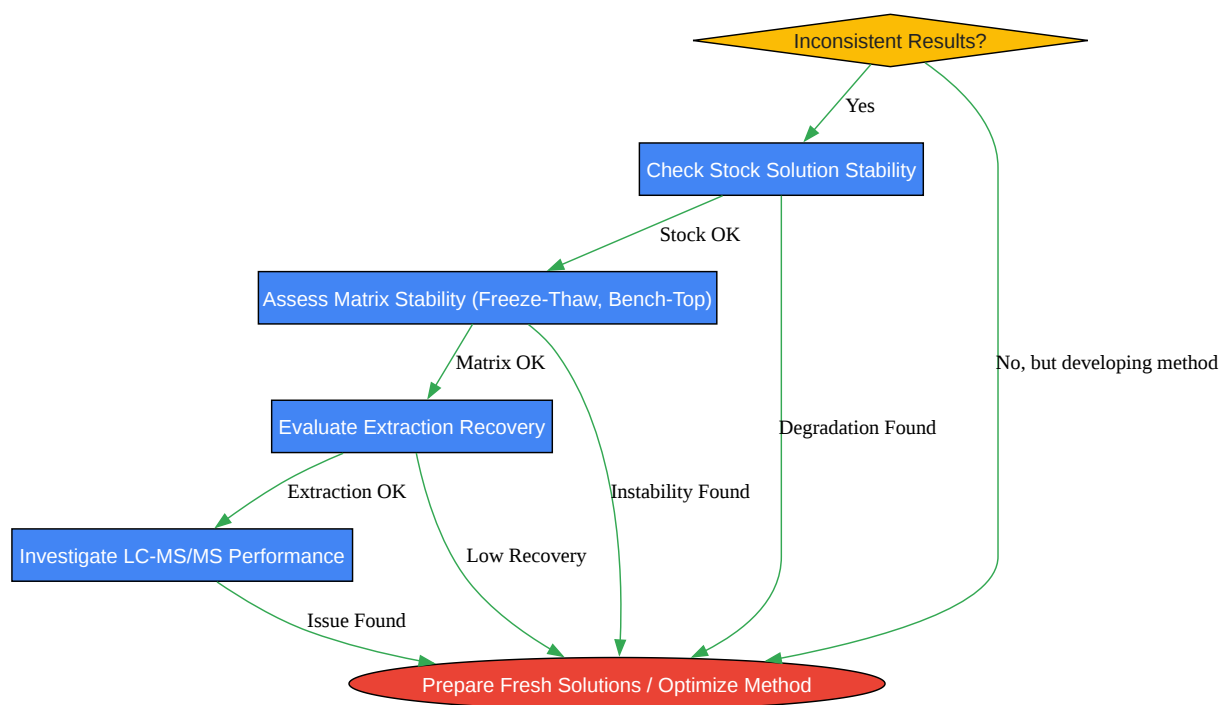 Inconsistent Results?
Yes
Check Stock Solution Stability
Stock OK
Assess Matrix Stability (Freeze-Thaw, Bench-Top)
Matrix OK
No, but developing method
Evaluate Extraction Recovery
Degradation Found
Extraction OK
Instability Found
Investigate LC-MS/MS Performance
Low Recovery
Issue Found
Prepare Fresh Solutions / Optimize Method